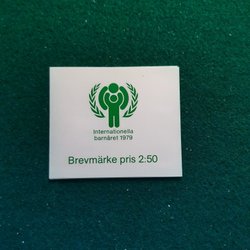 Internationella
barnåret 1979
Brevmärke pris 2:50